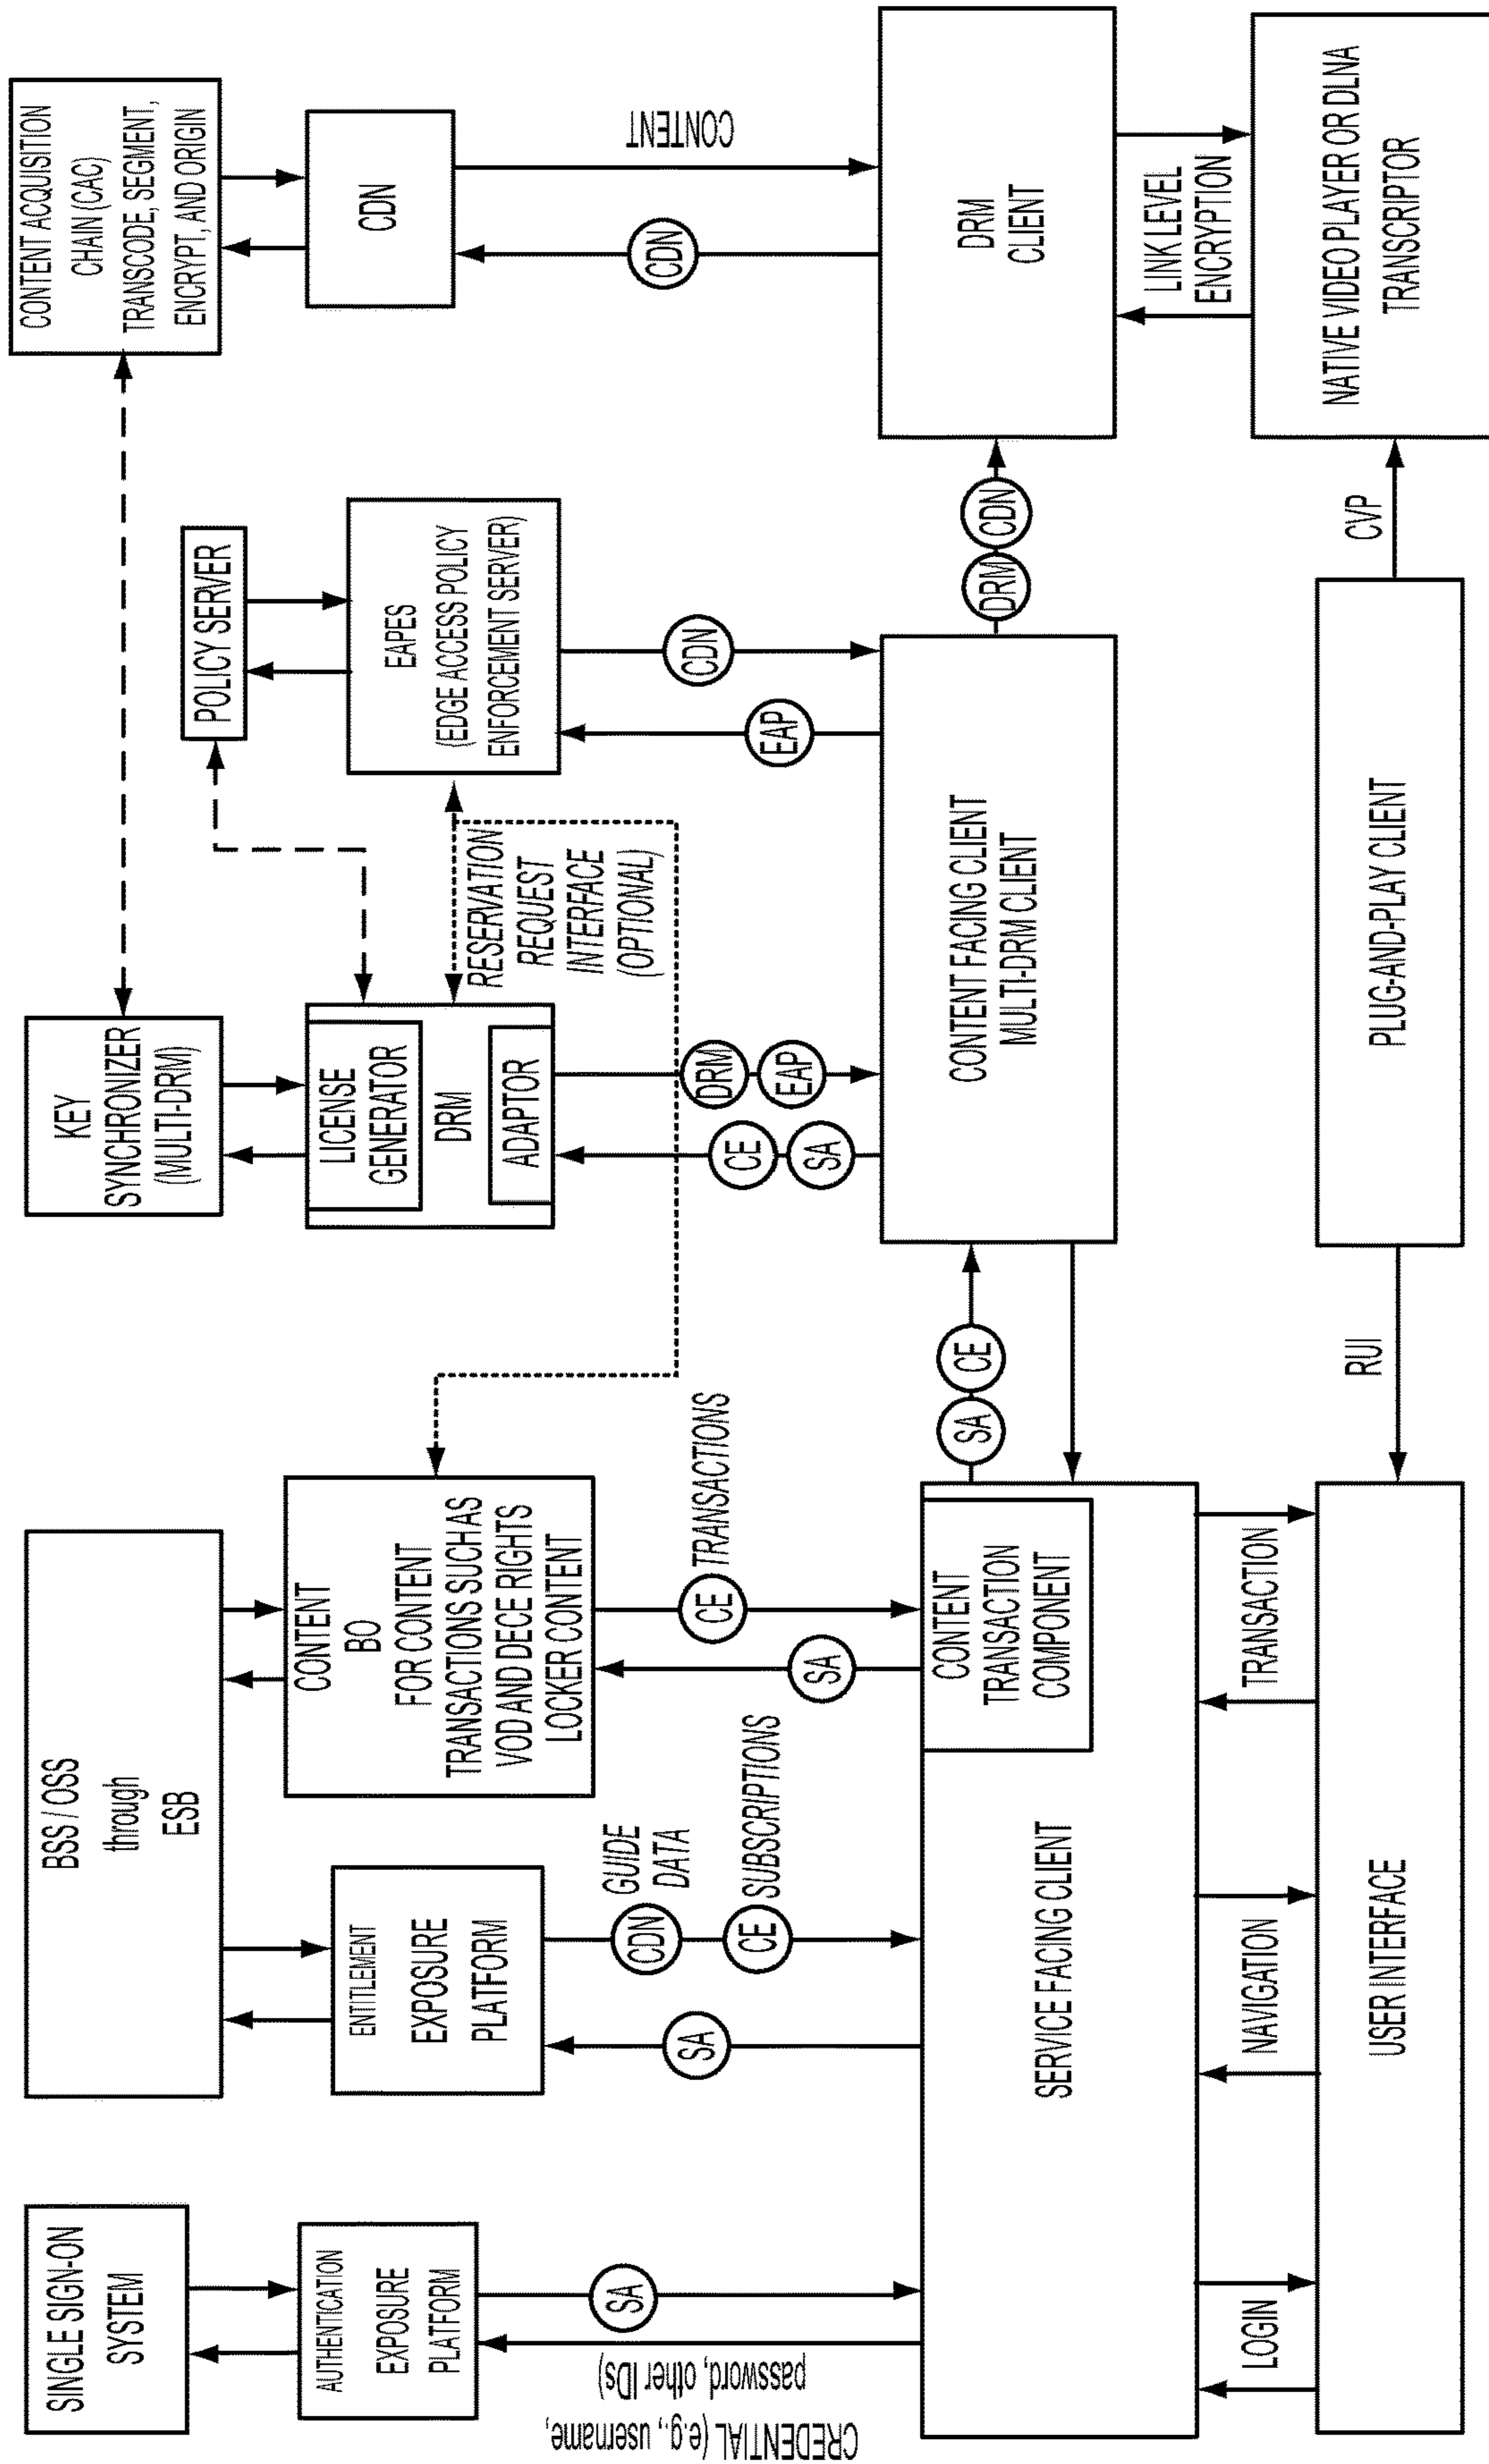 SINGLE SIGN-ON
SYSTEM
AUTHENTICATION
EXPOSURE
PLATFORM
CREDENTIAL (e.g., username,
password, other IDs)
SA
BSS / OSS
through
ESB
ENTITLEMENT
EXPOSURE
PLATFORM
SA
GUIDE
DATA
CDN
CE
SUBSCRIPTIONS
CONTENT
BO
FOR CONTENT
TRANSACTIONS SUCH AS
VOD AND DECE RIGHTS
LOCKER CONTENT
SA
CE
TRANSACTIONS
KEY
SYNCHRONIZER
(MULTI-DRM)
LICENSE
GENERATOR
DRM
ADAPTOR
CE
SA
DRM
EAP
RESERVATION
REQUEST
INTERFACE
(OPTIONAL)
POLICY SERVER
EAPES
(EDGE ACCESS POLICY
ENFORCEMENT SERVER)
EAP
CDN
CONTENT ACQUISITION
CHAIN (CAC)
TRANSCODE, SEGMENT,
ENCRYPT, AND ORIGIN
CDN
CDN
CONTENT
SERVICE FACING CLIENT
CONTENT
TRANSACTION
COMPONENT
SA
CE
CONTENT FACING CLIENT
MULTI-DRM CLIENT
DRM
CDN
DRM
CLIENT
LOGIN
NAVIGATION
TRANSACTION
LINK LEVEL
ENCRYPTION
USER INTERFACE
RUI
PLUG-AND-PLAY CLIENT
CVP
NATIVE VIDEO PLAYER OR DLNA
TRANSCRIPTOR